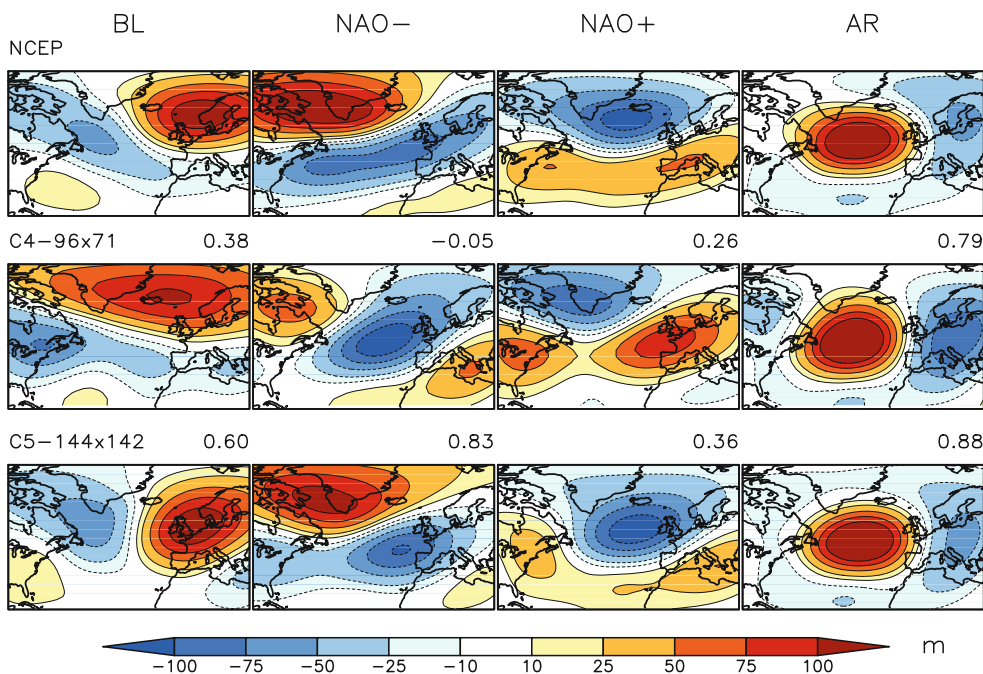 BL NAO− NAO+ AR
NCEP
C4−96x71 0.38 −0.05 0.26 0.79
C5−144x142 0.60 0.83 0.36 0.88
−100 −75 −50 −25 −10 10 25 50 75 100 m